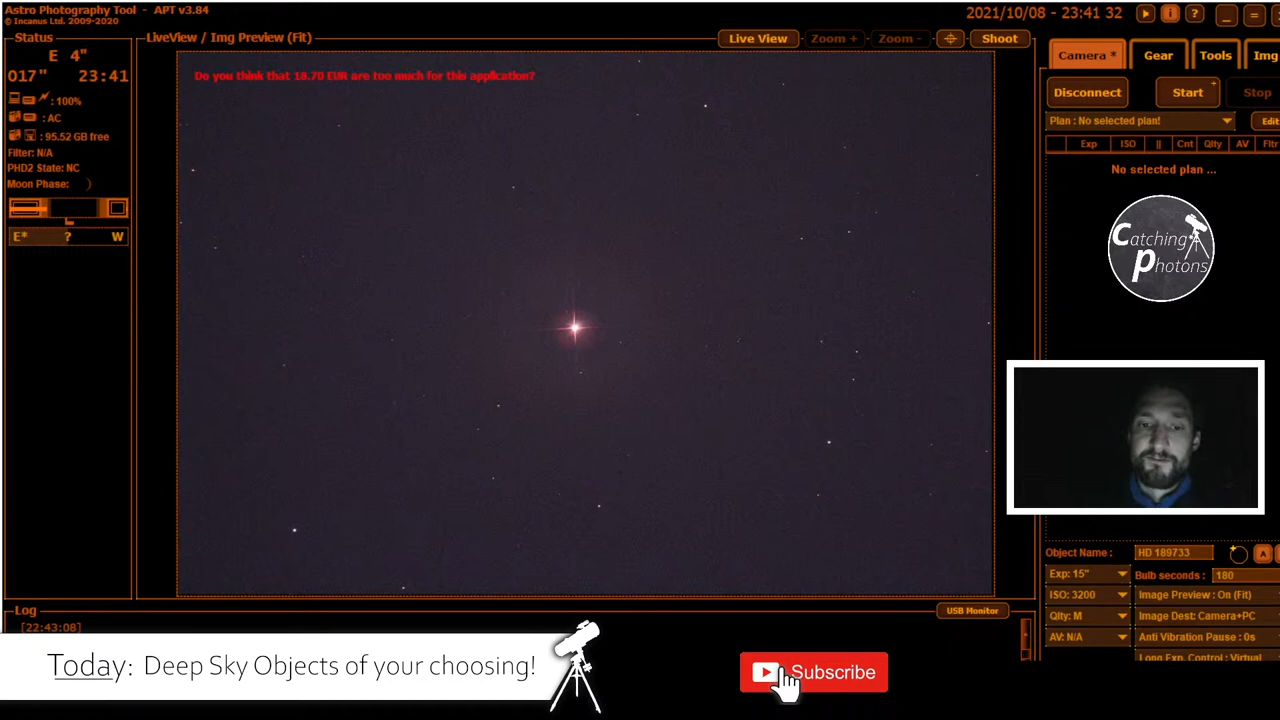 Astro Photography Tool - APT v3.84
© Incanus Ltd. 2009-2020
2021/10/08 - 23:41 32
i ?
Status
LiveView / Img Preview (Fit)
Live View Zoom + Zoom - Shoot
E 4"
017" 23:41
: 100%
: AC
: 95.52 GB free
Filter: N/A
PHD2 State: NC
Moon Phase: )
E* ? W
Do you think that 18.70 EUR are too much for this application?
Camera * Gear Tools Img
Disconnect Start + Stop
Plan : No selected plan! Edit
Exp ISO || Cnt Qlty AV Fltr
No selected plan ...
Catching
Photons
Object Name : HD 189733 A
Exp: 15" Bulb seconds : 180
ISO: 3200 Image Preview : On (Fit)
Qlty: M Image Dest: Camera+PC
AV: N/A Anti Vibration Pause : 0s
Long Exp. Control : Virtual
Log
USB Monitor
[22:43:08]
Today: Deep Sky Objects of your choosing!
Subscribe